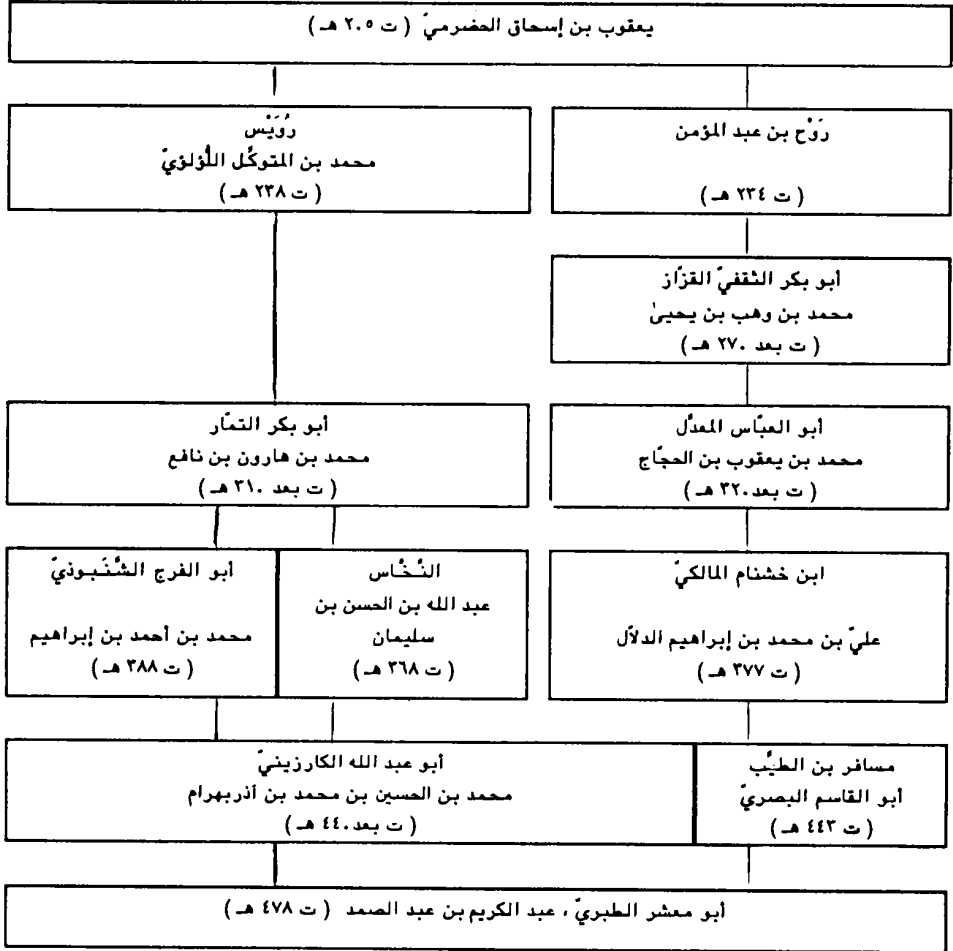 يعقوب بن إسحاق الحضرميّ ( ت ٢٠٥ هـ )
رَوْح بن عبد المؤمن
( ت ٢٣٤ هـ )
رُوَيْس
محمد بن المتوكِّل اللُّؤلؤيّ
( ت ٢٣٨ هـ )
أبو بكر الثقفيّ القزّاز
محمد بن وهب بن يحيىٰ
( ت بعد ٢٧٠ هـ )
أبو العبّاس المعدَّل
محمد بن يعقوب بن الحجّاج
( ت بعد ٣٢٠ هـ )
أبو بكر التمّار
محمد بن هارون بن نافع
( ت بعد ٣١٠ هـ )
ابن خشنام المالكيّ
عليّ بن محمد بن إبراهيم الدلاّل
( ت ٣٧٧ هـ )
النَّخَّاس
عبد الله بن الحسن بن
سليمان
( ت ٣٦٨ هـ )
أبو الفرج الشَّنَبوذيّ
محمد بن أحمد بن إبراهيم
( ت ٣٨٨ هـ )
مسافر بن الطيِّب
أبو القاسم البصريّ
( ت ٤٤٣ هـ )
أبو عبد الله الكارزينيّ
محمد بن الحسين بن محمد بن آذربهرام
( ت بعد ٤٤٠ هـ )
أبو معشر الطبريّ ، عبد الكريم بن عبد الصمد ( ت ٤٧٨ هـ )